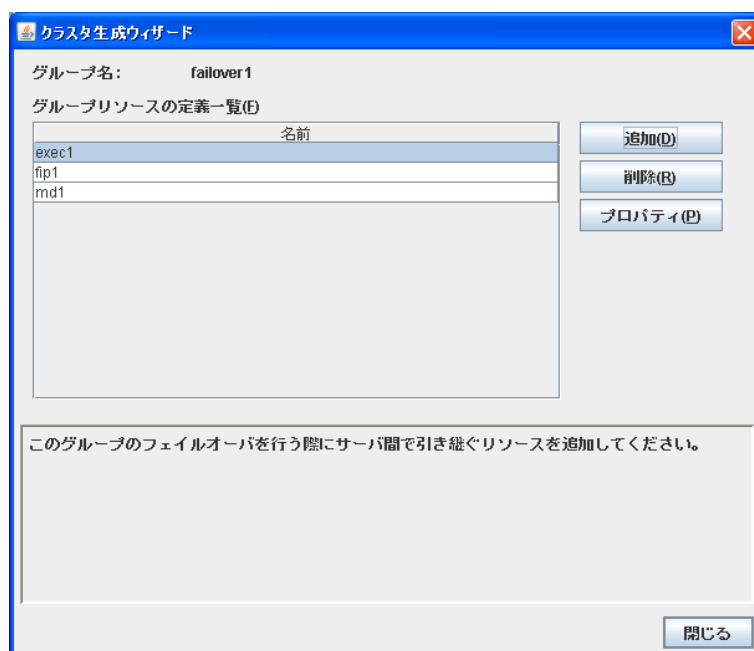 クラスタ生成ウィザード
グループ名： failover1
グループリソースの定義一覧(F)
名前
exec1
fip1
md1
追加(D)
削除(R)
プロパティ(P)
このグループのフェイルオーバを行う際にサーバ間で引き継ぐリソースを追加してください。
閉じる